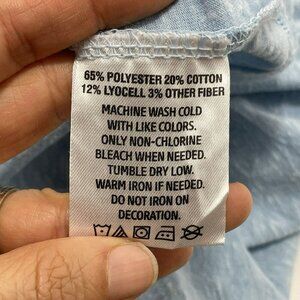 65% POLYESTER 20% COTTON
12% LYOCELL 3% OTHER FIBER
MACHINE WASH COLD
WITH LIKE COLORS.
ONLY NON-CHLORINE
BLEACH WHEN NEEDED.
TUMBLE DRY LOW.
WARM IRON IF NEEDED.
DO NOT IRON ON
DECORATION.